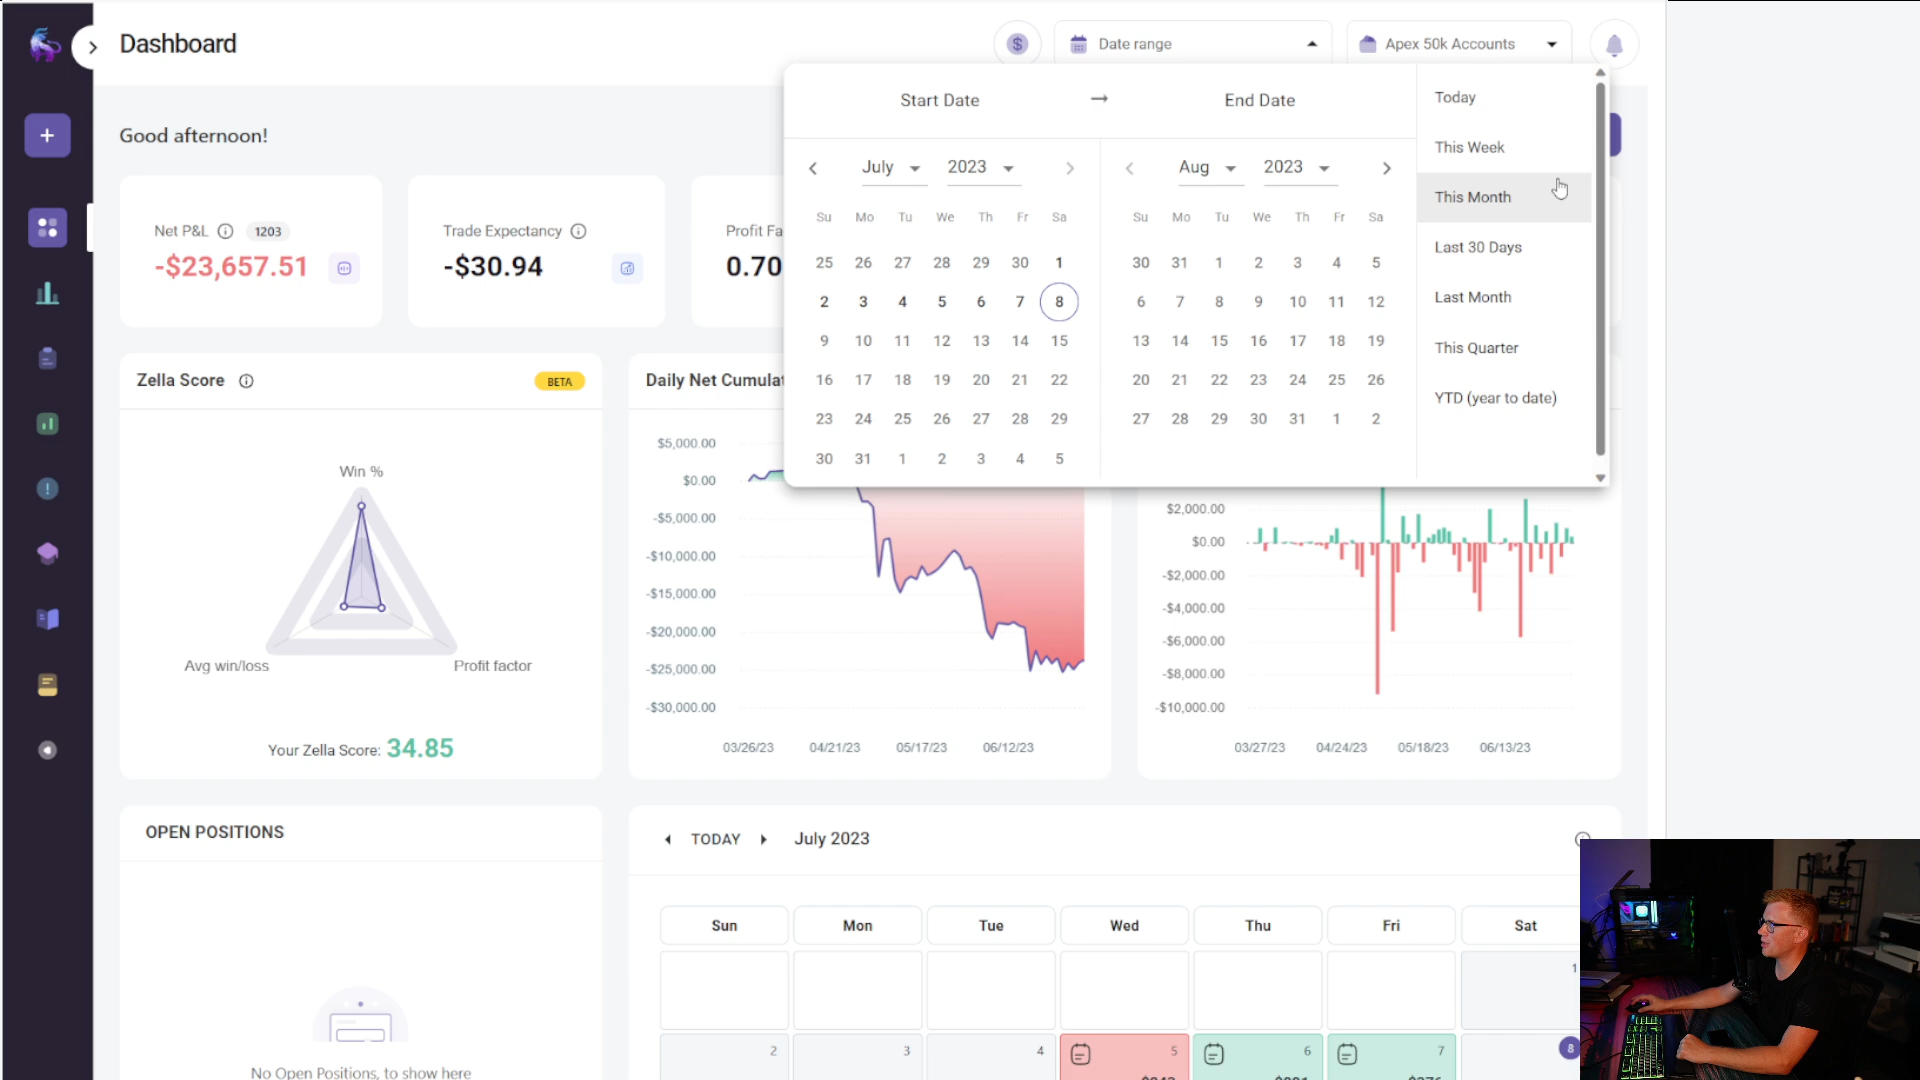 Dashboard
$
Date range
Apex 50k Accounts
Good afternoon!
Start Date
End Date
Today
This Week
This Month
Last 30 Days
Last Month
This Quarter
YTD (year to date)
July 2023
Su Mo Tu We Th Fr Sa
25 26 27 28 29 30 1
2 3 4 5 6 7 8
9 10 11 12 13 14 15
16 17 18 19 20 21 22
23 24 25 26 27 28 29
30 31 1 2 3 4 5
Aug 2023
Su Mo Tu We Th Fr Sa
30 31 1 2 3 4 5
6 7 8 9 10 11 12
13 14 15 16 17 18 19
20 21 22 23 24 25 26
27 28 29 30 31 1 2
Net P&L 1203
-$23,657.51
Trade Expectancy
-$30.94
Profit Fa
0.70
Zella Score
BETA
Win %
Avg win/loss
Profit factor
Your Zella Score: 34.85
Daily Net Cumulat
$5,000.00
$0.00
-$5,000.00
-$10,000.00
-$15,000.00
-$20,000.00
-$25,000.00
-$30,000.00
03/26/23 04/21/23 05/17/23 06/12/23
$2,000.00
$0.00
-$2,000.00
-$4,000.00
-$6,000.00
-$8,000.00
-$10,000.00
03/27/23 04/24/23 05/18/23 06/13/23
OPEN POSITIONS
No Open Positions, to show here
TODAY
July 2023
Sun Mon Tue Wed Thu Fri Sat
1
2 3 4 5 6 7 8